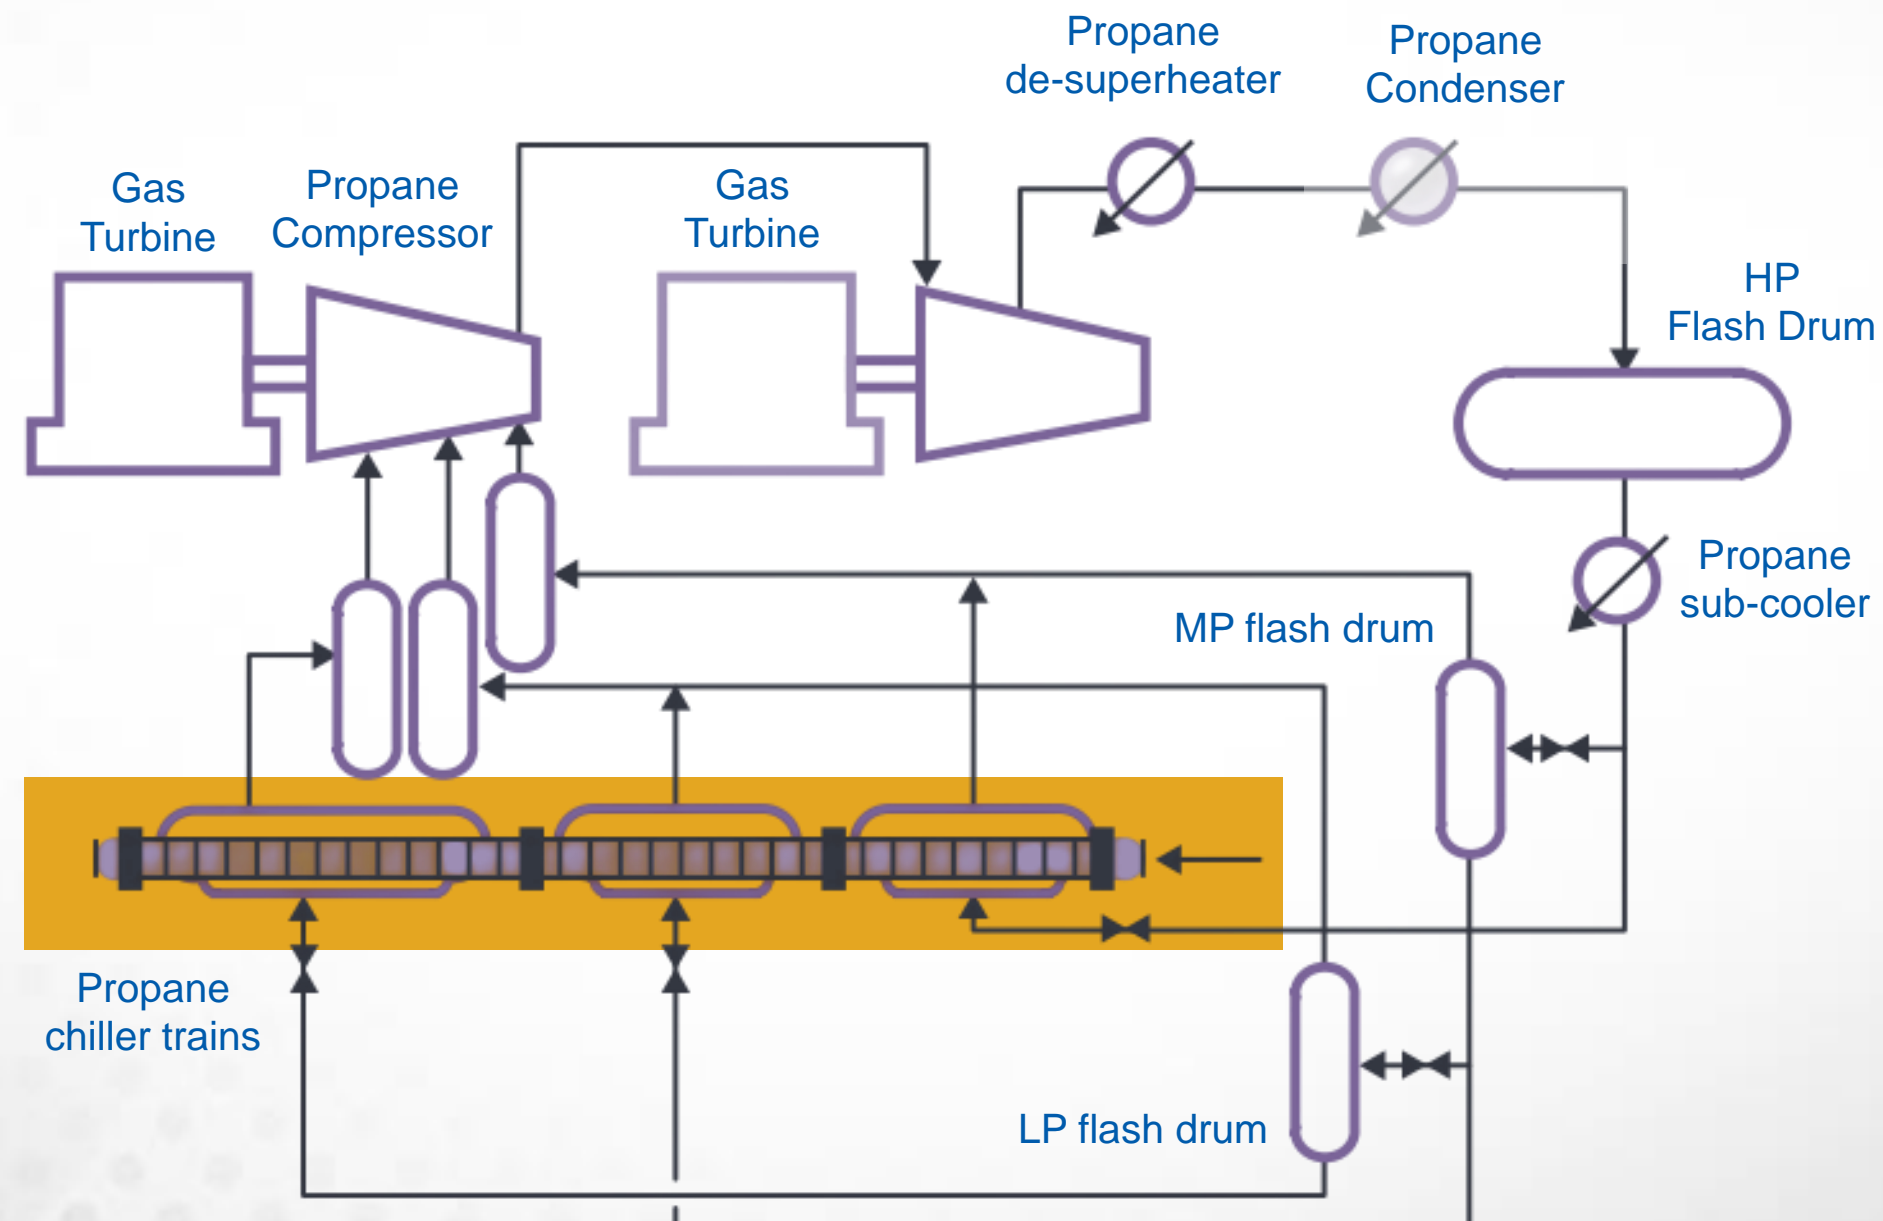 Propane
de-superheater
Propane
Condenser
Gas
Turbine
Propane
Compressor
Gas
Turbine
HP
Flash Drum
Propane
sub-cooler
MP flash drum
Propane
chiller trains
LP flash drum